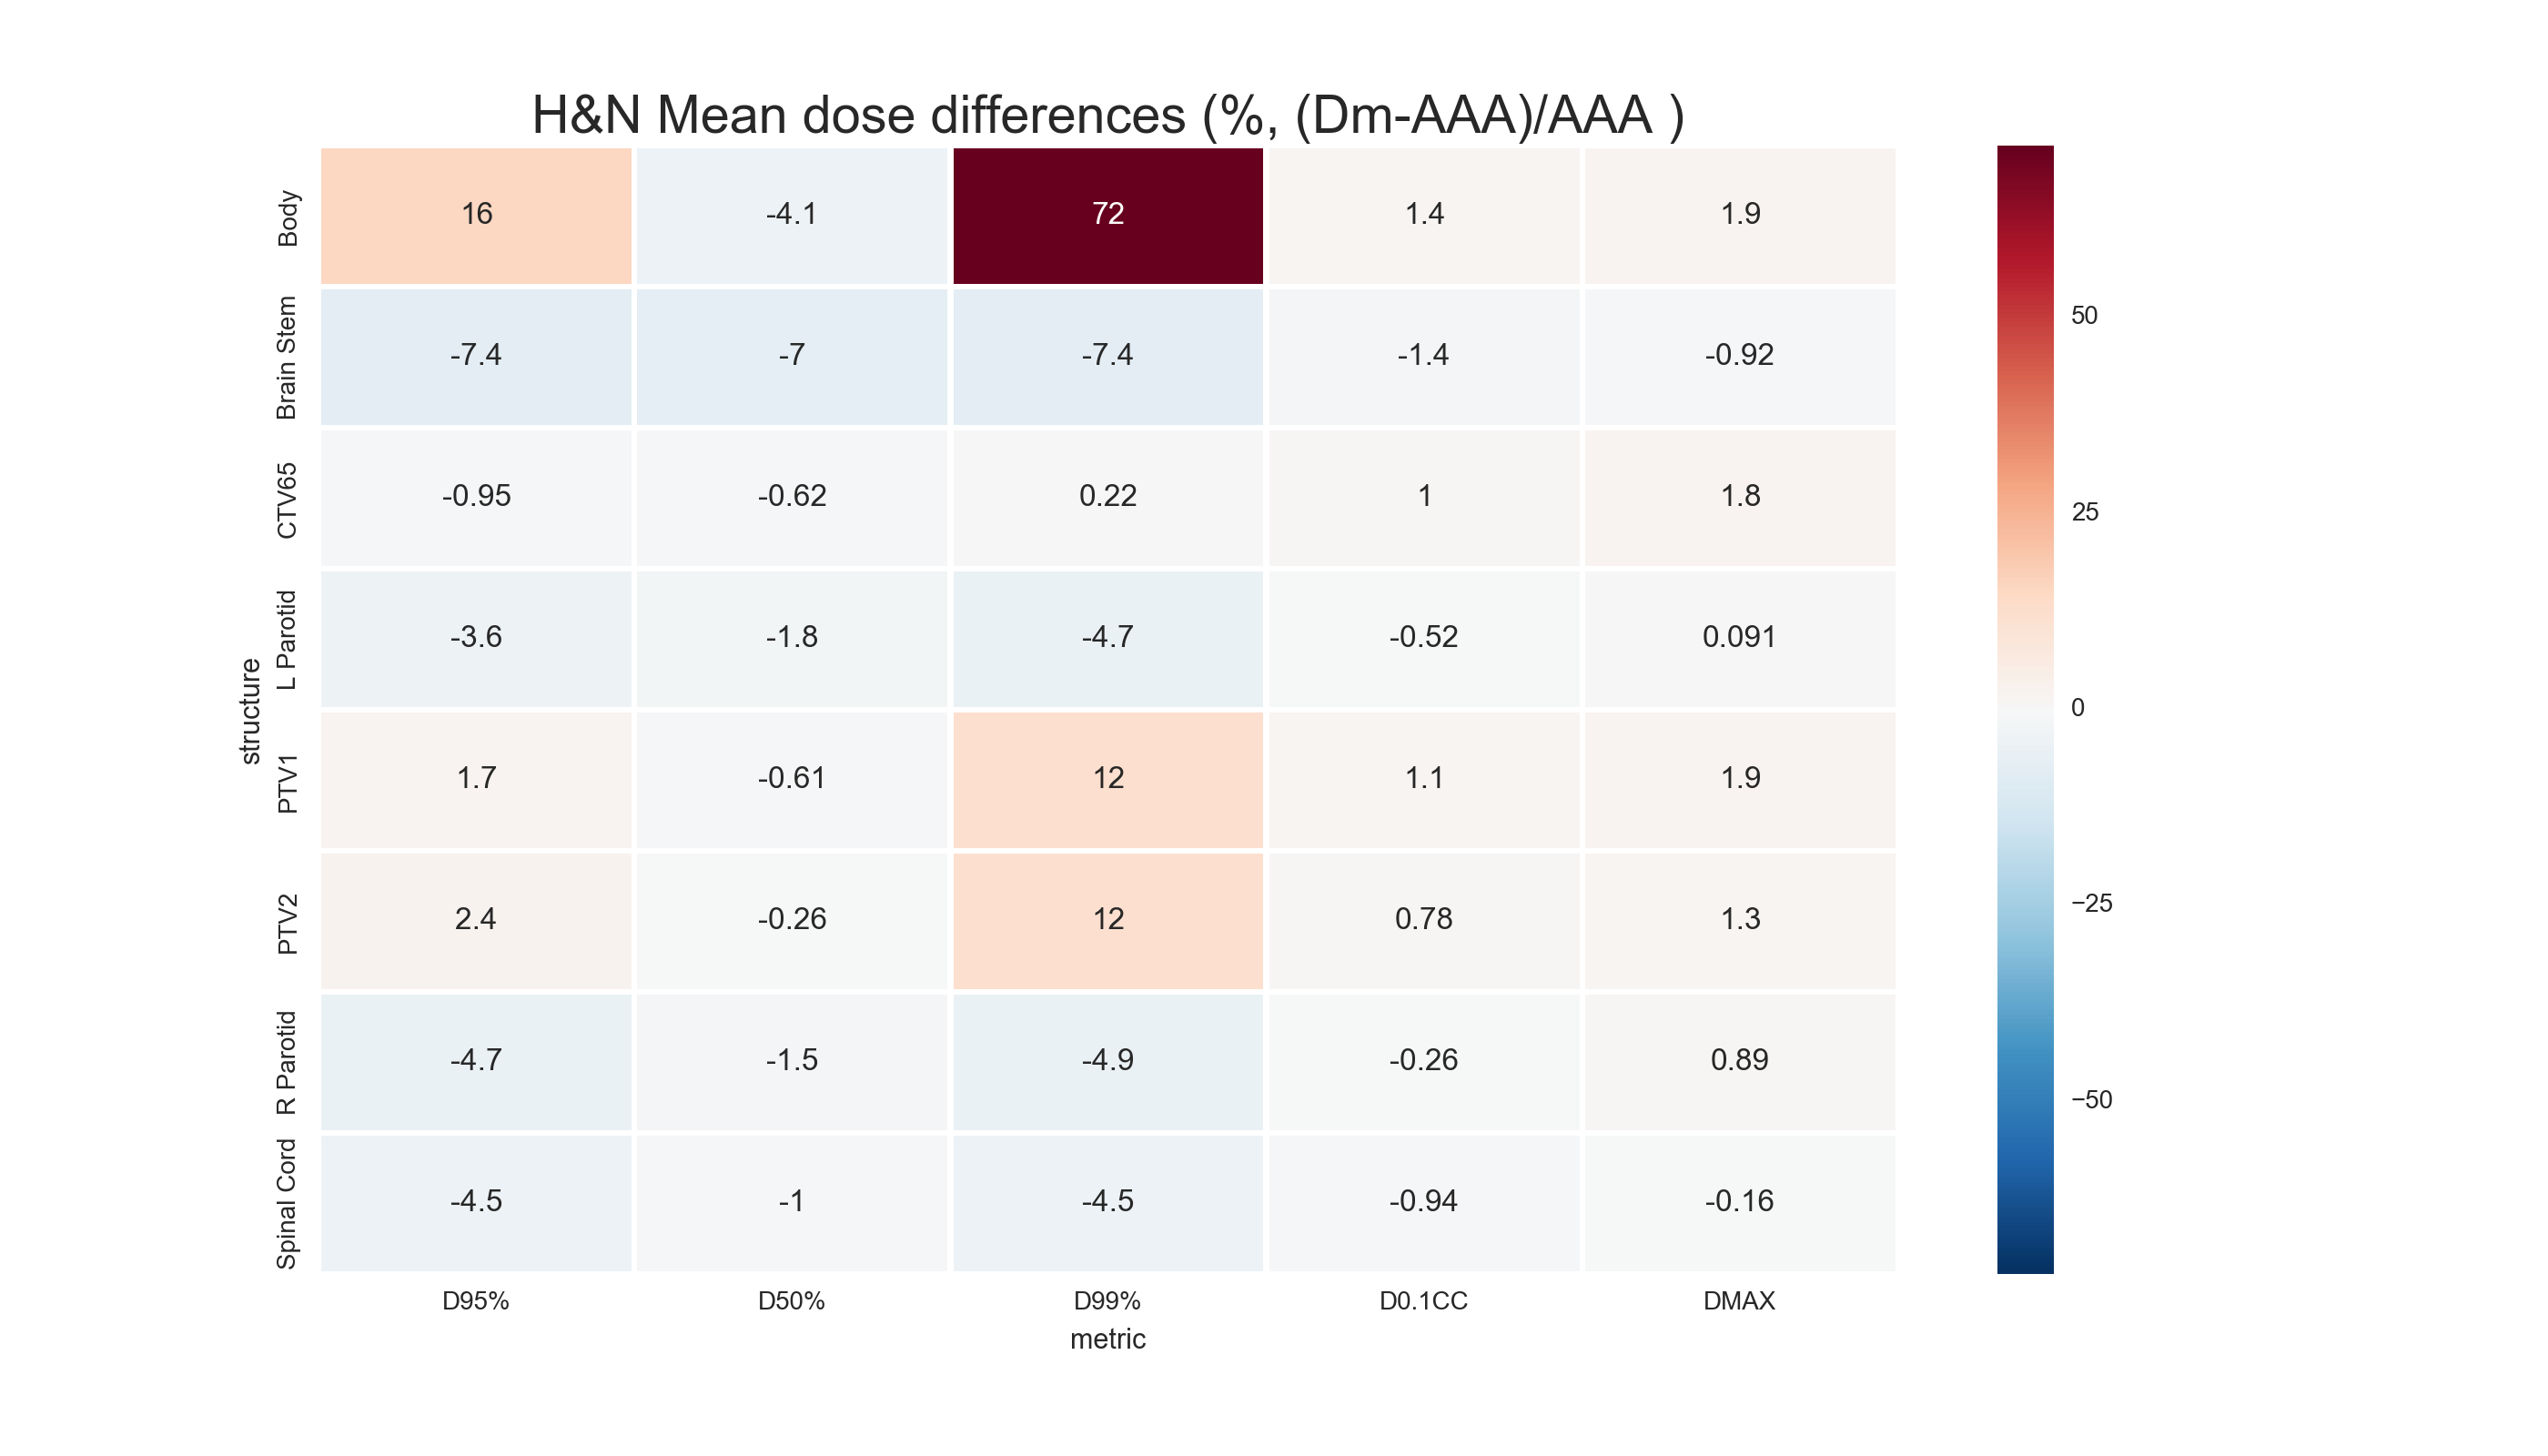 H&N Mean dose differences (%, (Dm-AAA)/AAA )
structure
Body 16 -4.1 72 1.4 1.9
Brain Stem -7.4 -7 -7.4 -1.4 -0.92
CTV65 -0.95 -0.62 0.22 1 1.8
L Parotid -3.6 -1.8 -4.7 -0.52 0.091
PTV1 1.7 -0.61 12 1.1 1.9
PTV2 2.4 -0.26 12 0.78 1.3
R Parotid -4.7 -1.5 -4.9 -0.26 0.89
Spinal Cord -4.5 -1 -4.5 -0.94 -0.16
D95% D50% D99% D0.1CC DMAX
metric
50
25
0
−25
−50